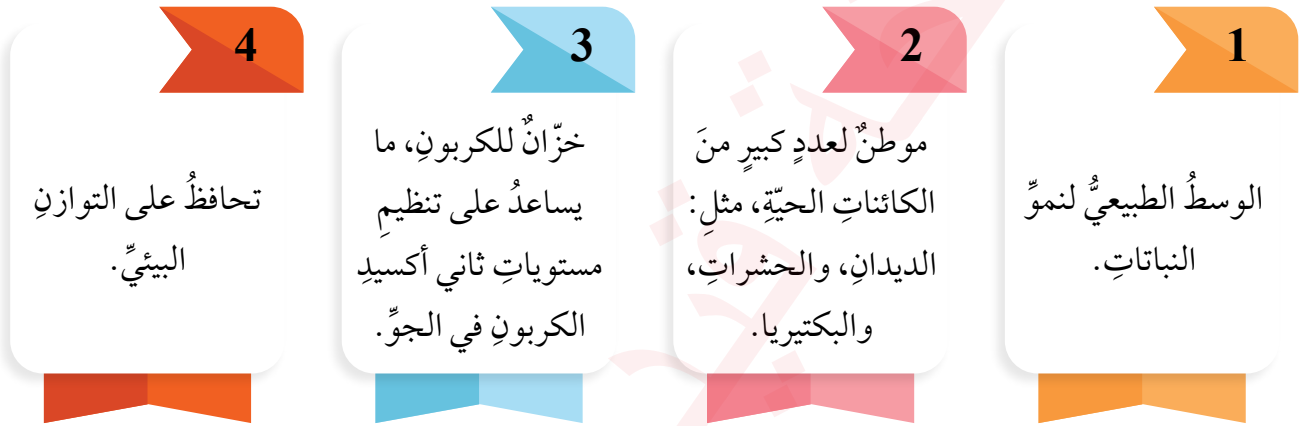 1
الوسطُ الطبيعيُّ لنموِّ
النباتاتِ.
2
موطنٌ لعددٍ كبيرٍ منَ
الكائناتِ الحيّةِ، مثلِ:
الديدانِ، والحشراتِ،
والبكتيريا.
3
خزّانٌ للكربونِ، ما
يساعدُ على تنظيمِ
مستوياتِ ثاني أكسيدِ
الكربونِ في الجوِّ.
4
تحافظُ على التوازنِ
البيئيِّ.